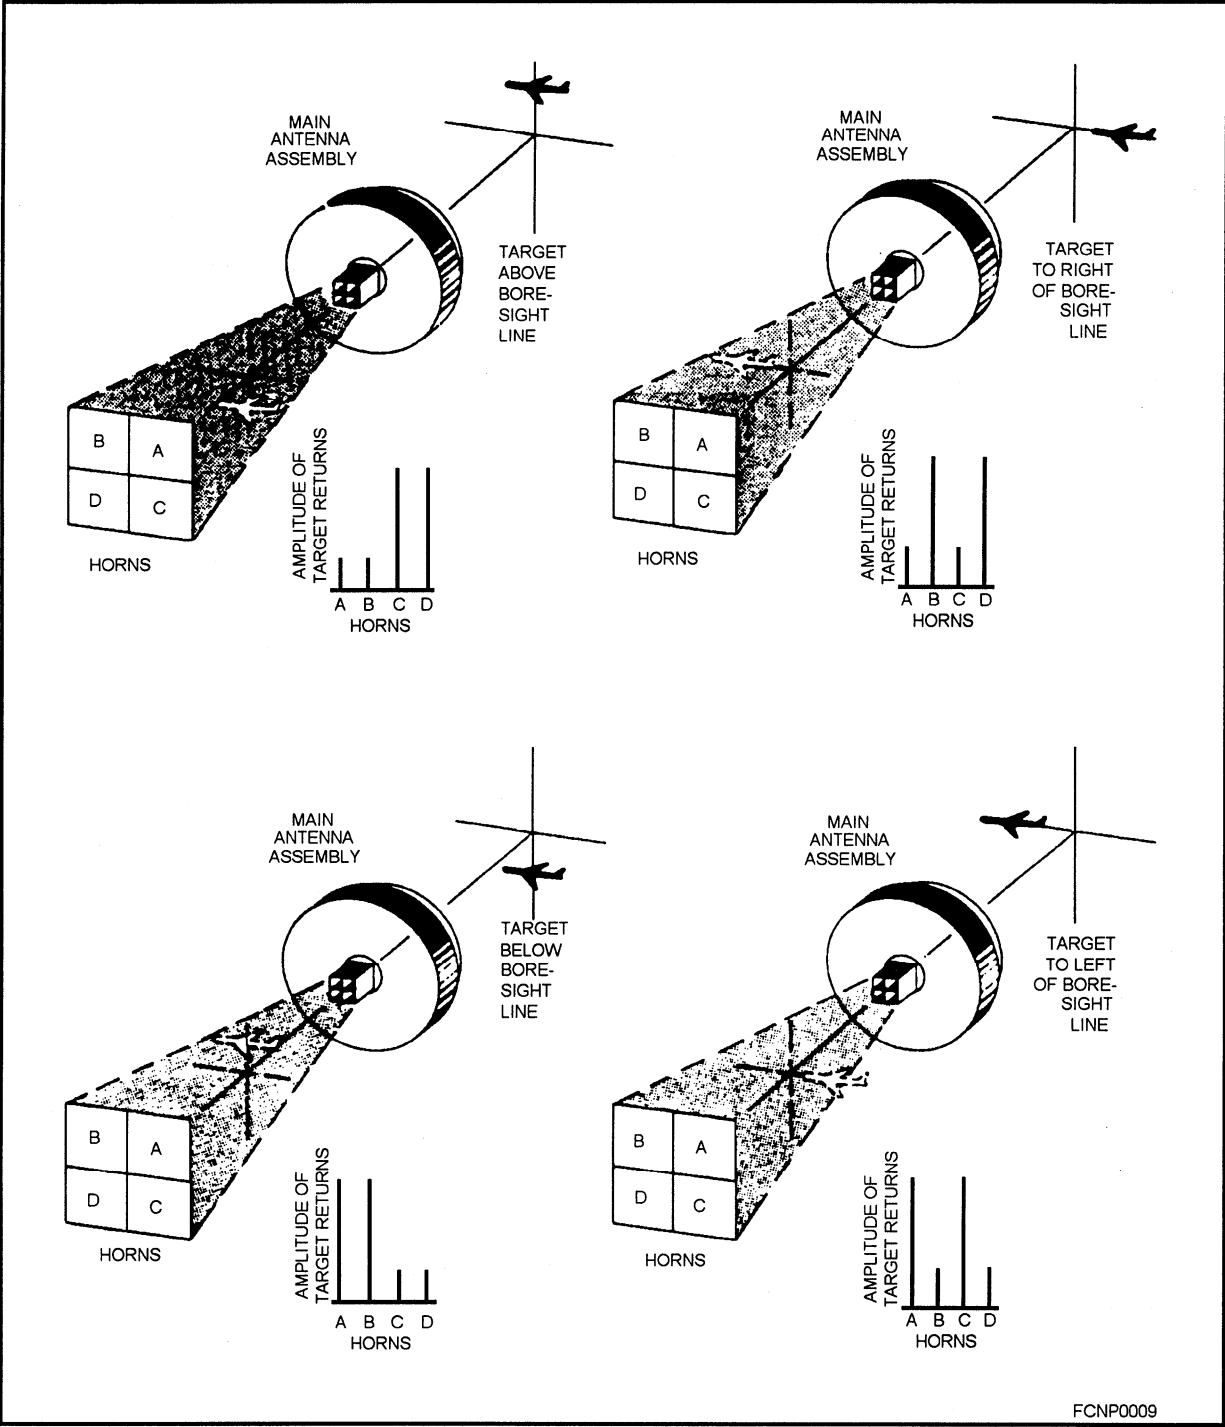 MAIN
ANTENNA
ASSEMBLY
TARGET
ABOVE
BORE-
SIGHT
LINE
B
A
D
C
HORNS
AMPLITUDE OF
TARGET RETURNS
A B C D
HORNS
MAIN
ANTENNA
ASSEMBLY
TARGET
TO RIGHT
OF BORE-
SIGHT
LINE
B
A
D
C
HORNS
AMPLITUDE OF
TARGET RETURNS
A B C D
HORNS
MAIN
ANTENNA
ASSEMBLY
TARGET
BELOW
BORE-
SIGHT
LINE
B
A
D
C
HORNS
AMPLITUDE OF
TARGET RETURNS
A B C D
HORNS
MAIN
ANTENNA
ASSEMBLY
TARGET
TO LEFT
OF BORE-
SIGHT
LINE
B
A
D
C
HORNS
AMPLITUDE OF
TARGET RETURNS
A B C D
HORNS
FCNP0009